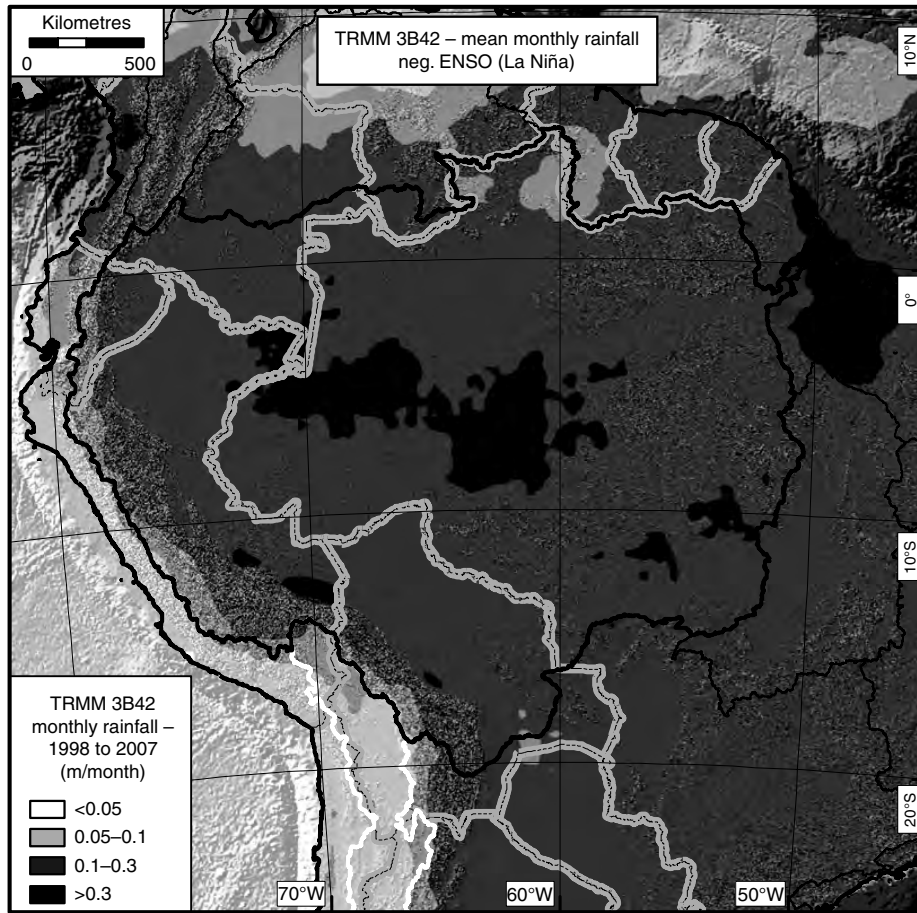 Kilometres
0 500
TRMM 3B42 – mean monthly rainfall
neg. ENSO (La Niña)
10°N
0°
10°S
20°S
TRMM 3B42
monthly rainfall –
1998 to 2007
(m/month)
<0.05
0.05–0.1
0.1–0.3
>0.3
70°W
60°W
50°W